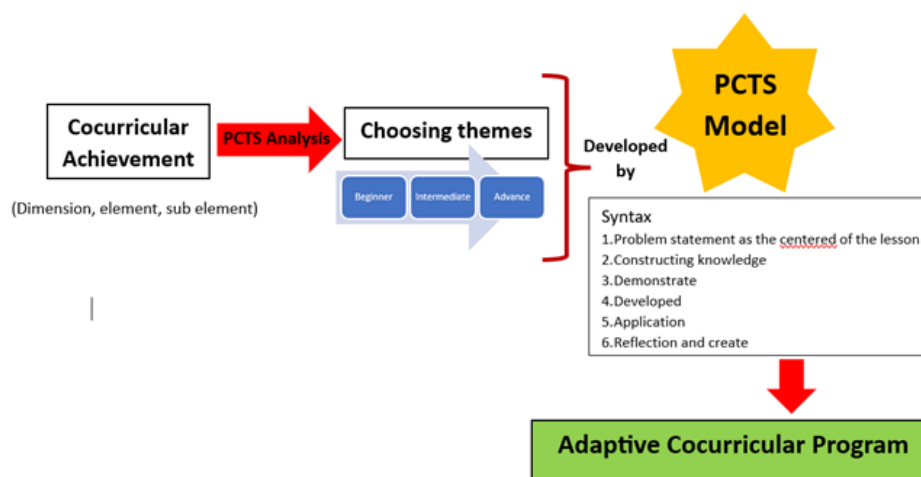 Cocurricular
Achievement
(Dimension, element, sub element)
PCTS Analysis
Choosing themes
Beginner
Intermediate
Advance
Developed
by
PCTS
Model
Syntax
1.Problem statement as the centered of the lesson
2.Constructing knowledge
3.Demonstrate
4.Developed
5.Application
6.Reflection and create
Adaptive Cocurricular Program